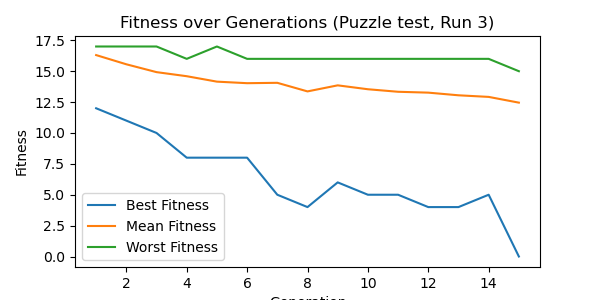 Fitness over Generations (Puzzle test, Run 3)
17.5
15.0
12.5
10.0
7.5
5.0
2.5
0.0
Fitness
Best Fitness
Mean Fitness
Worst Fitness
2 4 6 8 10 12 14
Generation